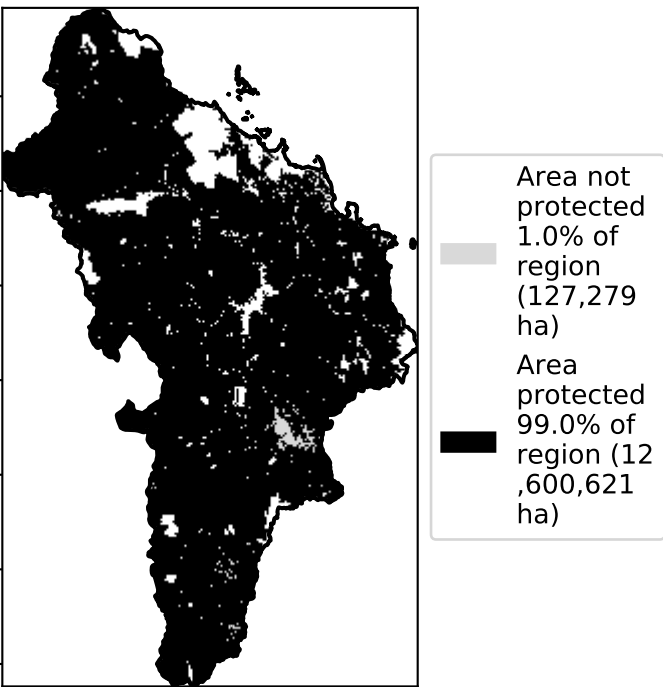 Area not
protected
1.0% of
region
(127,279
ha)
Area
protected
99.0% of
region (12
,600,621
ha)